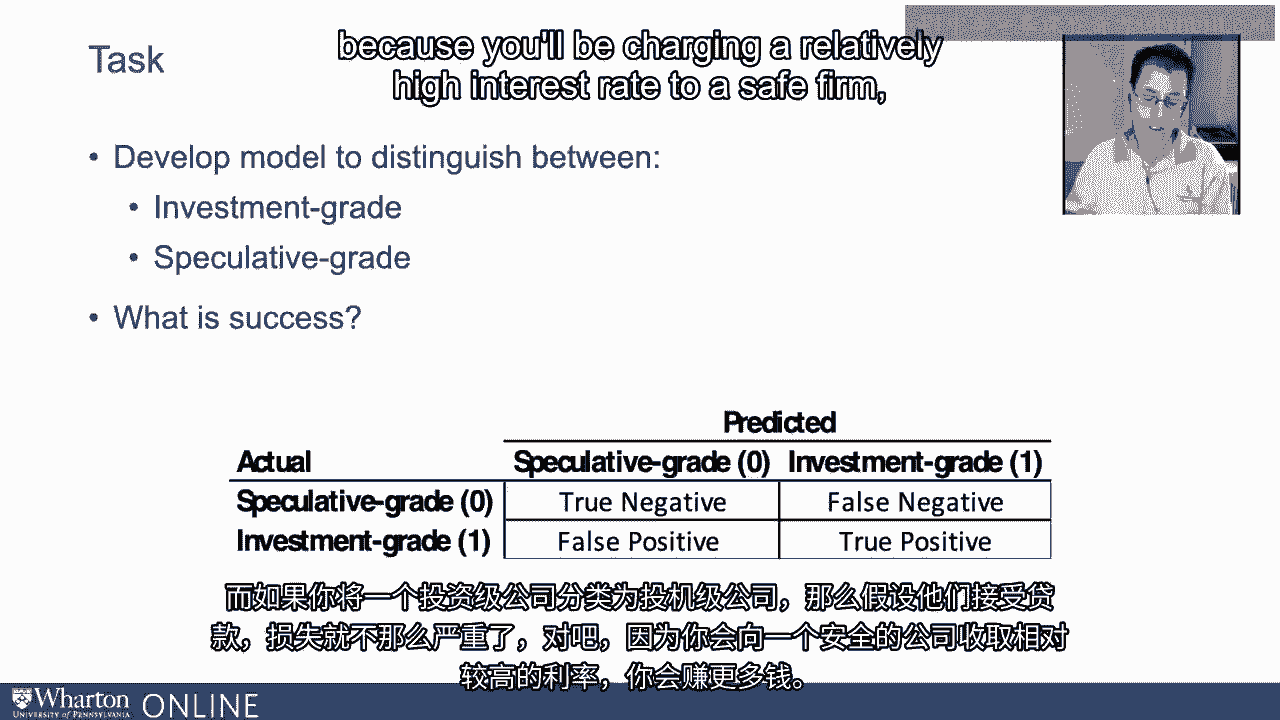 because you'll be charging a relatively
high interest rate to a safe firm,
Task
• Develop model to distinguish between:
• Investment-grade
• Speculative-grade
• What is success?
Predicted
Actual Speculative-grade (0) Investment-grade (1)
Speculative-grade (0) True Negative False Negative
Investment-grade (1) False Positive True Positive
而如果你将一个投资级公司分类为投机级公司，那么假设他们接受贷
款，损失就不那么严重了，对吧，因为你会向一个安全的公司收取相对
较高的利率，你会赚更多钱。
Wharton ONLINE
UNIVERSITY of PENNSYLVANIA